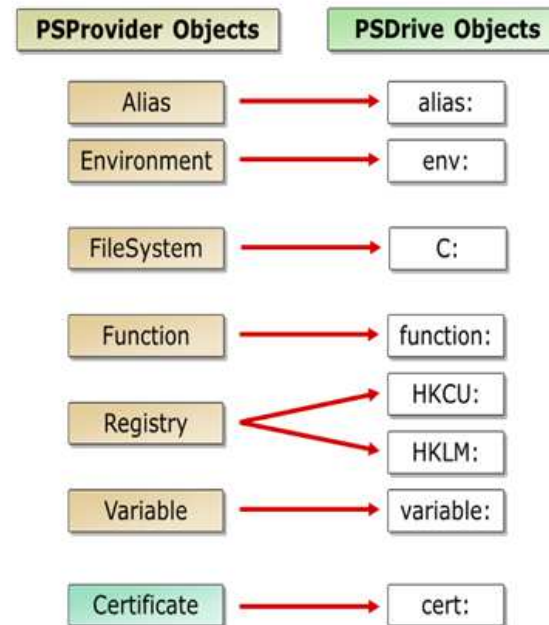 PSProvider Objects PSDrive Objects
Alias alias:
Environment env:
FileSystem C:
Function function:
HKCU:
Registry
HKLM:
Variable variable:
Certificate cert: